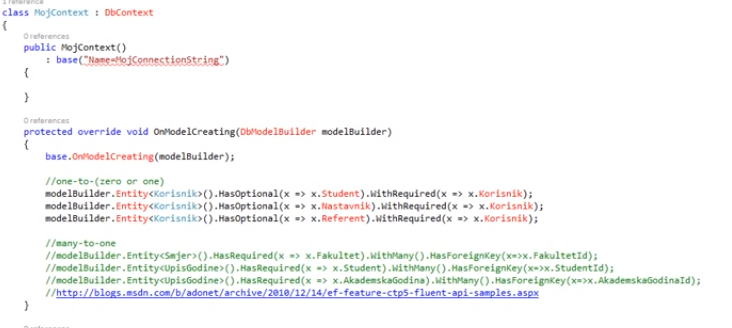 1 reference
class MojContext : DbContext
{
0 references
public MojContext()
: base("Name=MojConnectionString")
{
}
0 references
protected override void OnModelCreating(DbModelBuilder modelBuilder)
{
base.OnModelCreating(modelBuilder);
//one-to-(zero or one)
modelBuilder.Entity<Korisnik>().HasOptional(x => x.Student).WithRequired(x => x.Korisnik);
modelBuilder.Entity<Korisnik>().HasOptional(x => x.Nastavnik).WithRequired(x => x.Korisnik);
modelBuilder.Entity<Korisnik>().HasOptional(x => x.Referent).WithRequired(x => x.Korisnik);
//many-to-one
//modelBuilder.Entity<Smjer>().HasRequired(x => x.Fakultet).WithMany().HasForeignKey(x=>x.FakultetId);
//modelBuilder.Entity<UpisGodine>().HasRequired(x => x.Student).WithMany().HasForeignKey(x=>x.StudentId);
//modelBuilder.Entity<UpisGodine>().HasRequired(x => x.AkademskaGodina).WithMany().HasForeignKey(x=>x.AkademskaGodinaId);
//http://blogs.msdn.com/b/adonet/archive/2010/12/14/ef-feature-ctp5-fluent-api-samples.aspx
}
0 references